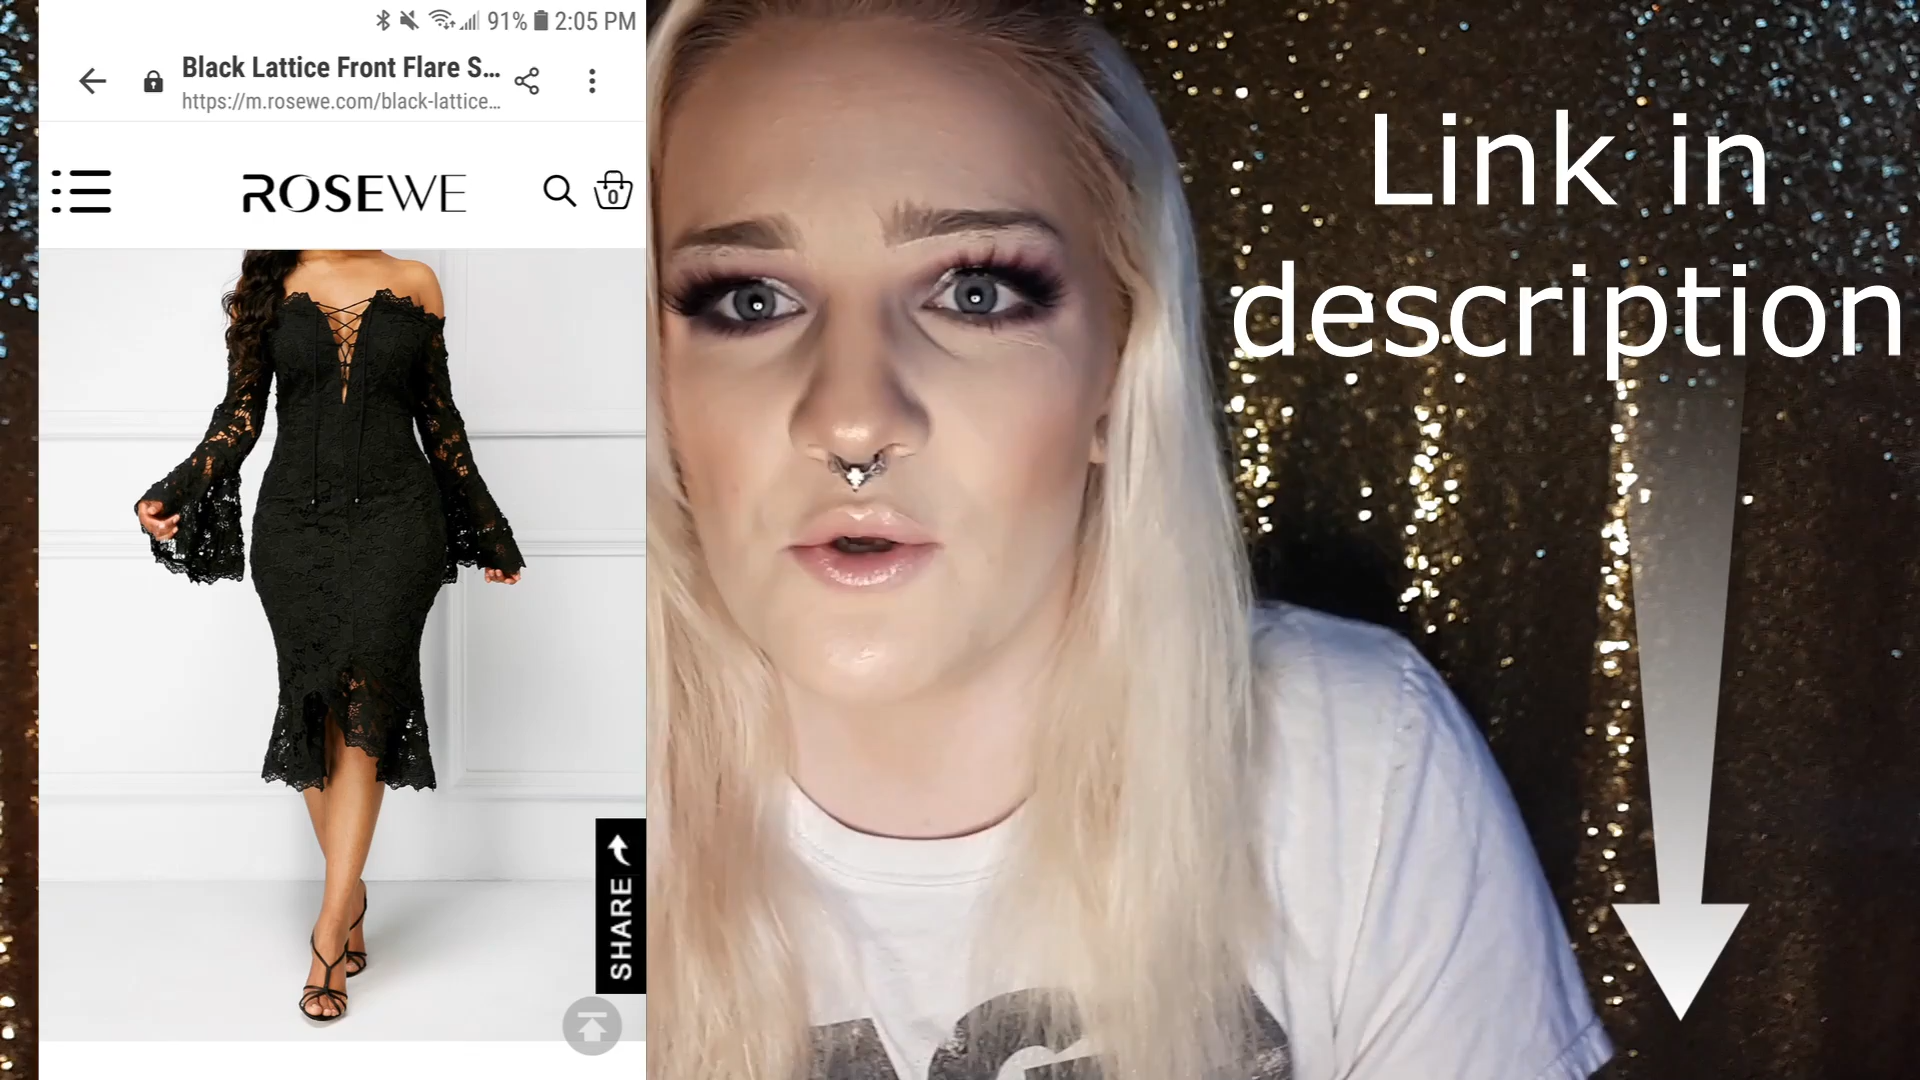 91% 2:05 PM
Black Lattice Front Flare S...
https://m.rosewe.com/black-lattice...
ROSEWE
0
SHARE
Link in
description